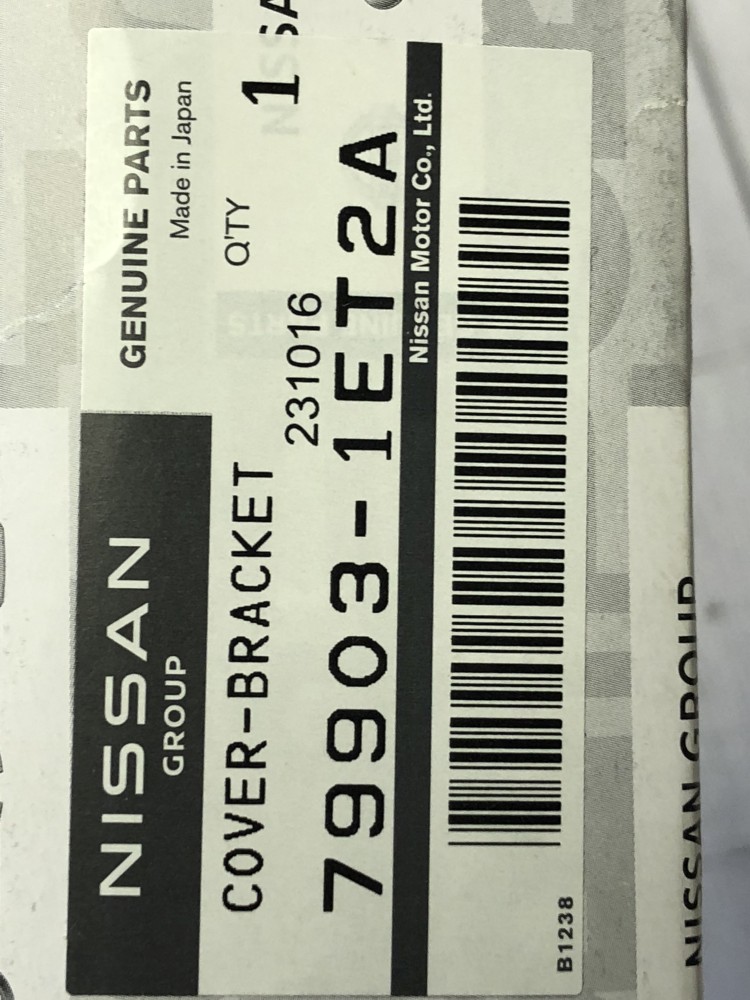 NISSAN
GROUP
GENUINE PARTS
Made in Japan
COVER-BRACKET
Q'TY
1
231016
79903-1ET2A
Nissan Motor Co., Ltd.
B1238
NISSAN GROUP